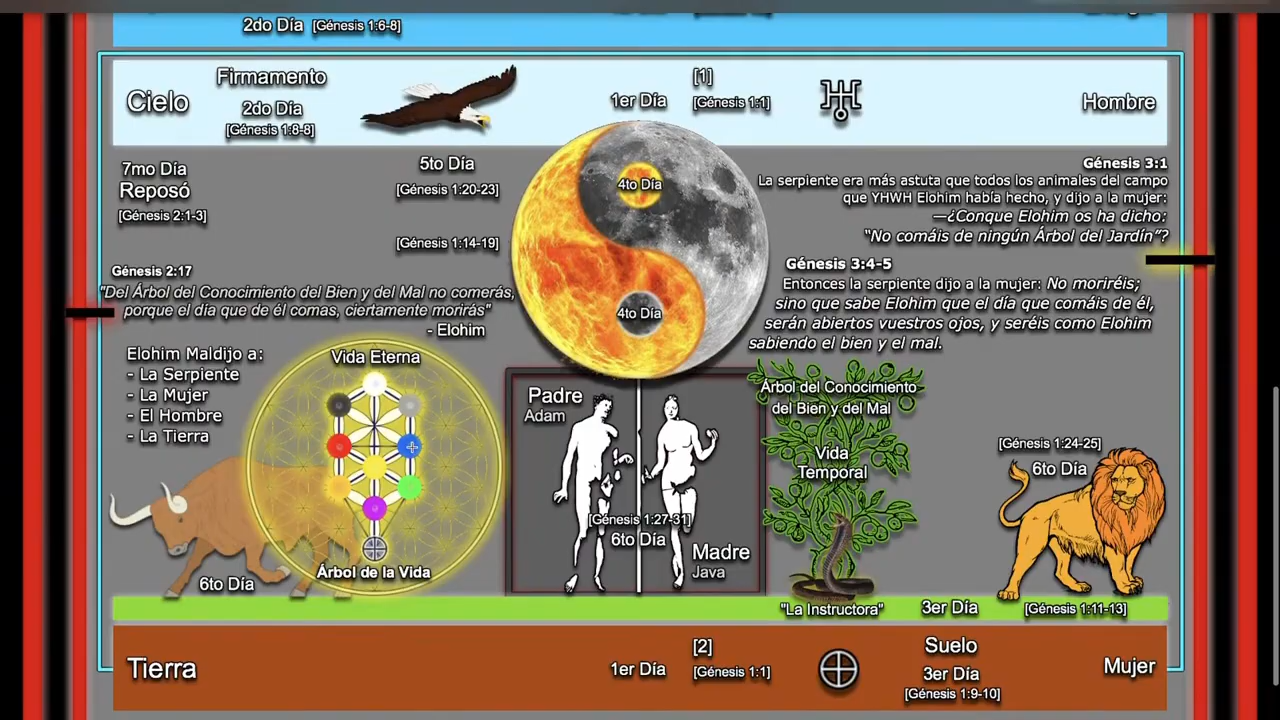 2do Día [Génesis 1:6-8]
Cielo
Firmamento
2do Día
[Génesis 1:8-8]
1er Día
[1]
[Génesis 1:1]
Hombre
7mo Día
Reposó
[Génesis 2:1-3]
5to Día
[Génesis 1:20-23]
[Génesis 1:14-19]
4to Día
4to Día
Génesis 3:1
La serpiente era más astuta que todos los animales del campo
que YHWH Elohim había hecho, y dijo a la mujer:
—¿Conque Elohim os ha dicho:
"No comáis de ningún Árbol del Jardín"?
Génesis 3:4-5
Entonces la serpiente dijo a la mujer: No moriréis;
sino que sabe Elohim que el día que comáis de él,
serán abiertos vuestros ojos, y seréis como Elohim
sabiendo el bien y el mal.
Génesis 2:17
"Del Árbol del Conocimiento del Bien y del Mal no comerás,
porque el día que de él comas, ciertamente morirás"
- Elohim
Elohim Maldijo a:
- La Serpiente
- La Mujer
- El Hombre
- La Tierra
Vida Eterna
Árbol de la Vida
6to Día
Padre
Adam
[Génesis 1:27-31]
6to Día
Madre
Java
Árbol del Conocimiento
del Bien y del Mal
Vida
Temporal
"La Instructora"
[Génesis 1:24-25]
6to Día
3er Día
[Génesis 1:11-13]
Tierra
1er Día
[2]
[Génesis 1:1]
Suelo
3er Día
[Génesis 1:9-10]
Mujer